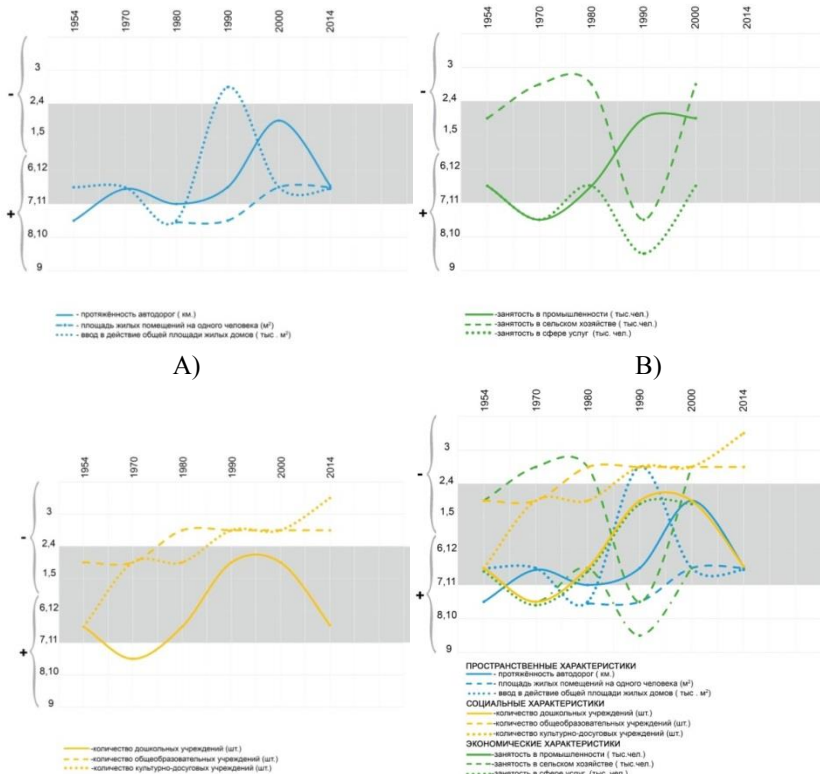 1954 1970 1980 1990 2000 2014
-
3
2,4
1,5
6,12
+
7,11
8,10
9
- протяжённость автодорог ( км.)
- площадь жилых помещений на одного человека (м²)
- ввод в действие общей площади жилых домов ( тыс . м²)
A)
1954 1970 1980 1990 2000 2014
-
3
2,4
1,5
6,12
+
7,11
8,10
9
-занятость в промышленности ( тыс.чел.)
-занятость в сельском хозяйстве ( тыс.чел.)
-занятость в сфере услуг (тыс. чел.)
B)
1954 1970 1980 1990 2000 2014
-
3
2,4
1,5
6,12
+
7,11
8,10
9
-количество дошкольных учреждений (шт.)
-количество общеобразовательных учреждений (шт.)
-количество культурно-досуговых учреждений (шт.)
1954 1970 1980 1990 2000 2014
-
3
2,4
1,5
6,12
+
7,11
8,10
9
ПРОСТРАНСТВЕННЫЕ ХАРАКТЕРИСТИКИ
- протяжённость автодорог ( км.)
- площадь жилых помещений на одного человека (м²)
- ввод в действие общей площади жилых домов ( тыс . м²)
СОЦИАЛЬНЫЕ ХАРАКТЕРИСТИКИ
-количество дошкольных учреждений (шт.)
-количество общеобразовательных учреждений (шт.)
-количество культурно-досуговых учреждений (шт.)
ЭКОНОМИЧЕСКИЕ ХАРАКТЕРИСТИКИ
-занятость в промышленности ( тыс.чел.)
-занятость в сельском хозяйстве ( тыс.чел.)
-занятость в сфере услуг (тыс. чел.)